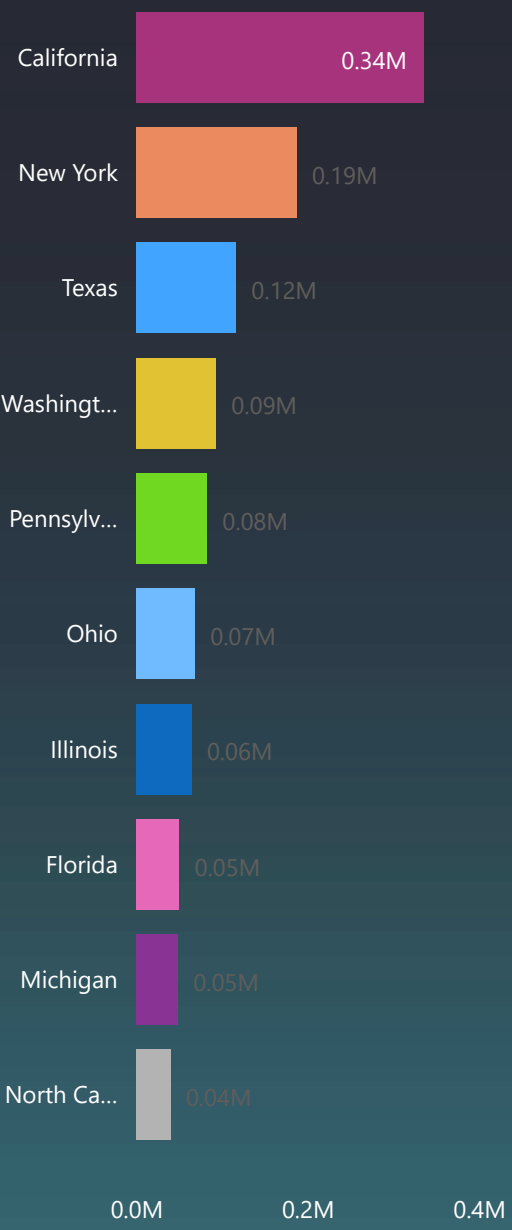 California 0.34M
New York 0.19M
Texas 0.12M
Washingt... 0.09M
Pennsylv... 0.08M
Ohio 0.07M
Illinois 0.06M
Florida 0.05M
Michigan 0.05M
North Ca... 0.04M
0.0M 0.2M 0.4M